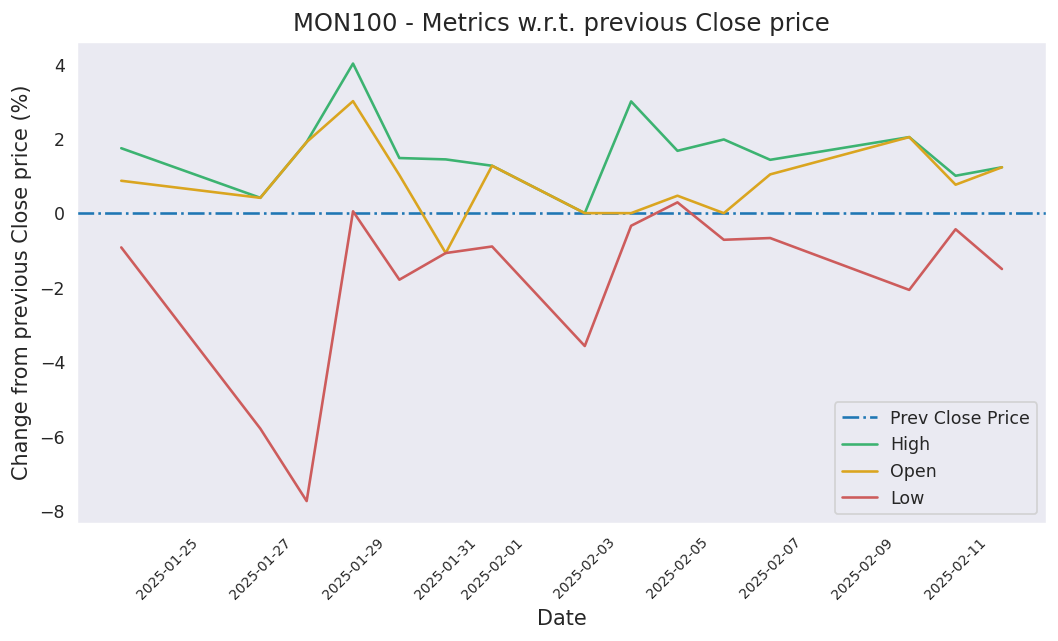 MON100 - Metrics w.r.t. previous Close price
Change from previous Close price (%)
4
2
0
−2
−4
−6
−8
Prev Close Price
High
Open
Low
2025-01-25
2025-01-27
2025-01-29
2025-01-31
2025-02-01
2025-02-03
2025-02-05
2025-02-07
2025-02-09
2025-02-11
Date